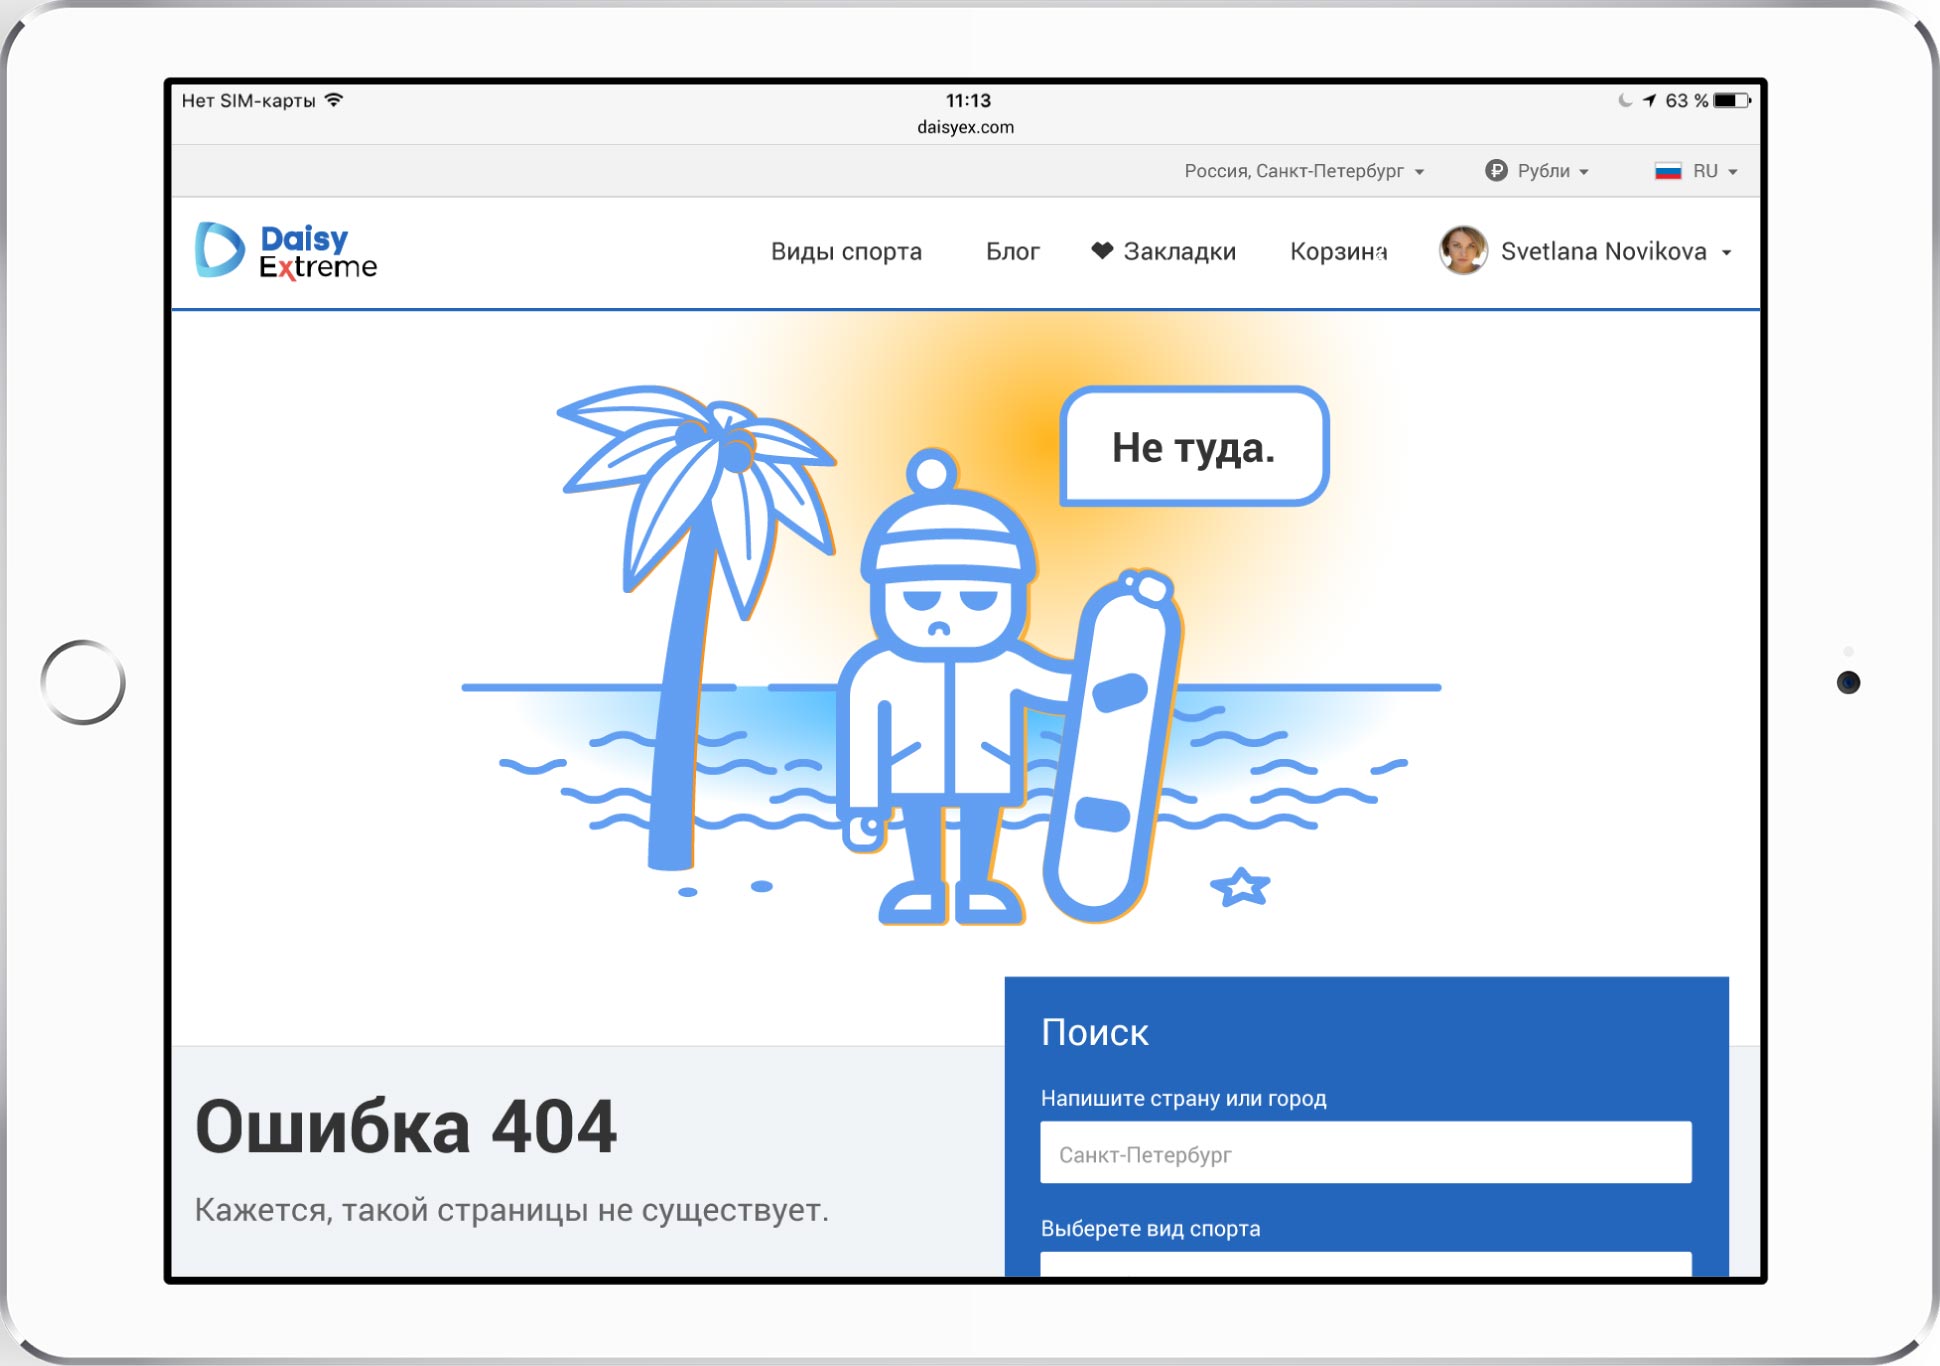 Нет SIM-карты
11:13
63 %
daisyex.com
Россия, Санкт-Петербург
Рубли
RU
Daisy
Extreme
Виды спорта
Блог
Закладки
Корзина
Svetlana Novikova
Не туда.
Поиск
Напишите страну или город
Санкт-Петербург
Выберете вид спорта
Ошибка 404
Кажется, такой страницы не существует.